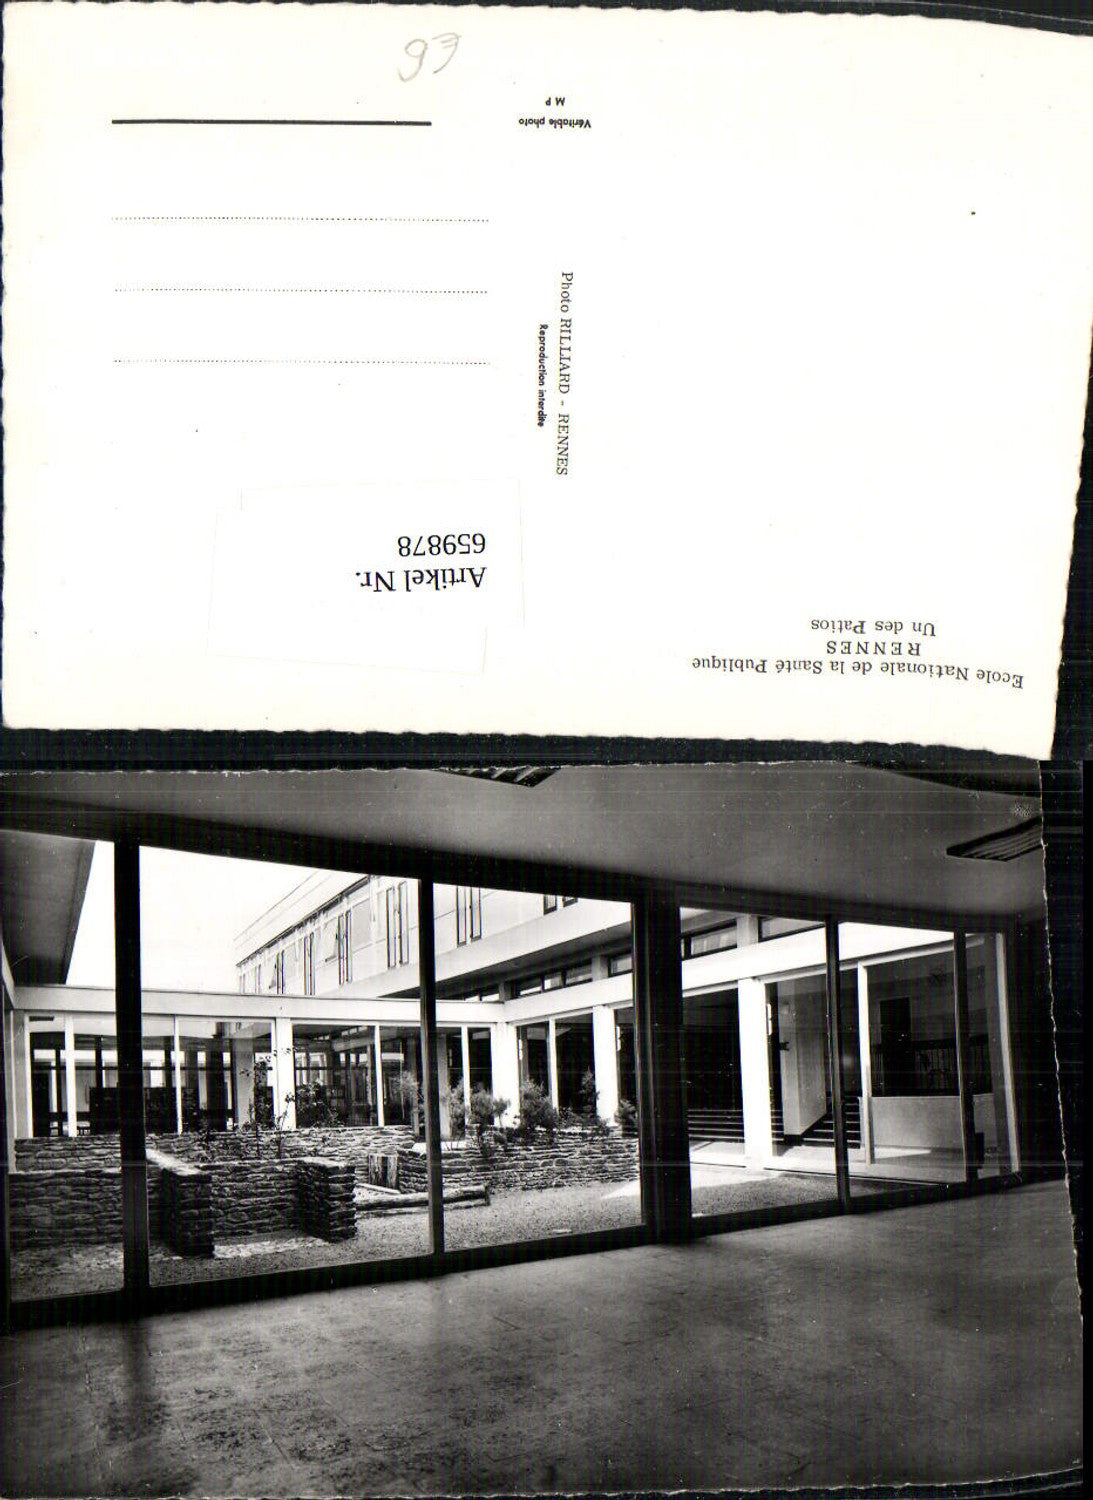 Ecole Nationale de la Santé Publique
RENNES
Un des Patios
Artikel Nr.
659878
Photo RILLIARD - RENNES
Reproduction interdite
Véritable photo
M P
93